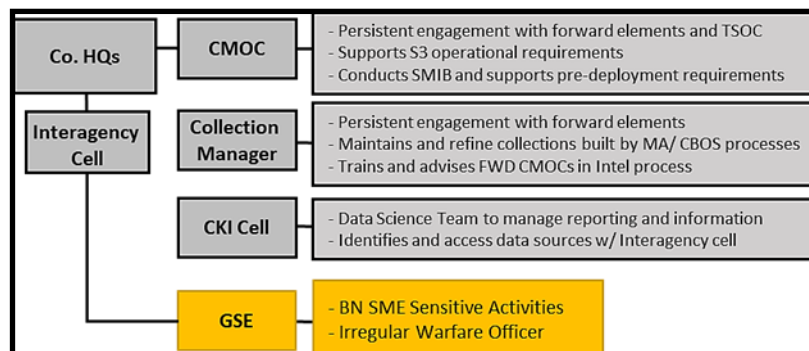 Co. HQs
CMOC
- Persistent engagement with forward elements and TSOC
- Supports S3 operational requirements
- Conducts SMIB and supports pre-deployment requirements
Interagency
Cell
Collection
Manager
- Persistent engagement with forward elements
- Maintains and refine collections built by MA/ CBOS processes
- Trains and advises FWD CMOCs in Intel process
CKI Cell
- Data Science Team to manage reporting and information
- Identifies and access data sources w/ Interagency cell
GSE
- BN SME Sensitive Activities
- Irregular Warfare Officer